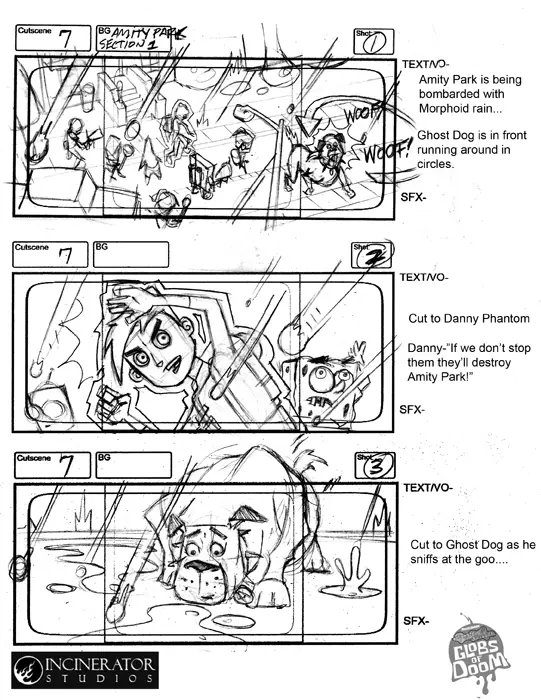 Cutscene 7
BG AMITY PARK
SECTION 1
Shot 1
TEXT/VO-
Amity Park is being
bombarded with
Morphoid rain...
WOOF!
Ghost Dog is in front
running around in
circles.
WOOF!
SFX-
Cutscene 7
BG
Shot 2
TEXT/VO-
Cut to Danny Phantom
Danny-"If we don't stop
them they'll destroy
Amity Park!"
SFX-
Cutscene 7
BG
Shot 3
TEXT/VO-
Cut to Ghost Dog as he
sniffs at the goo....
SFX-
INCINERATOR
STUDIOS
GLOBS
OF
DOOM